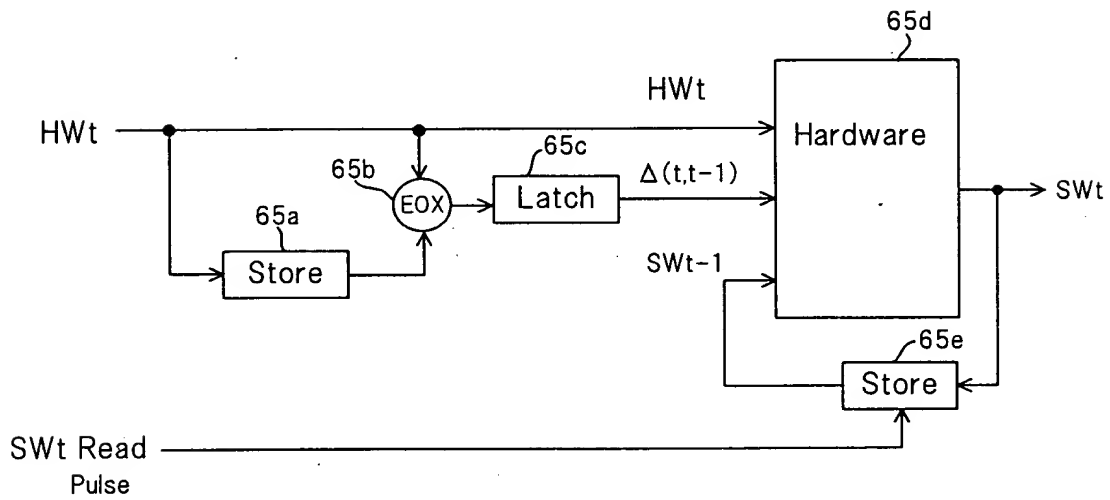 65d
HWt
HWt
Hardware
65b
65c
EOX
Latch
Δ(t,t-1)
SWt
65a
Store
SWt-1
65e
Store
SWt Read
Pulse